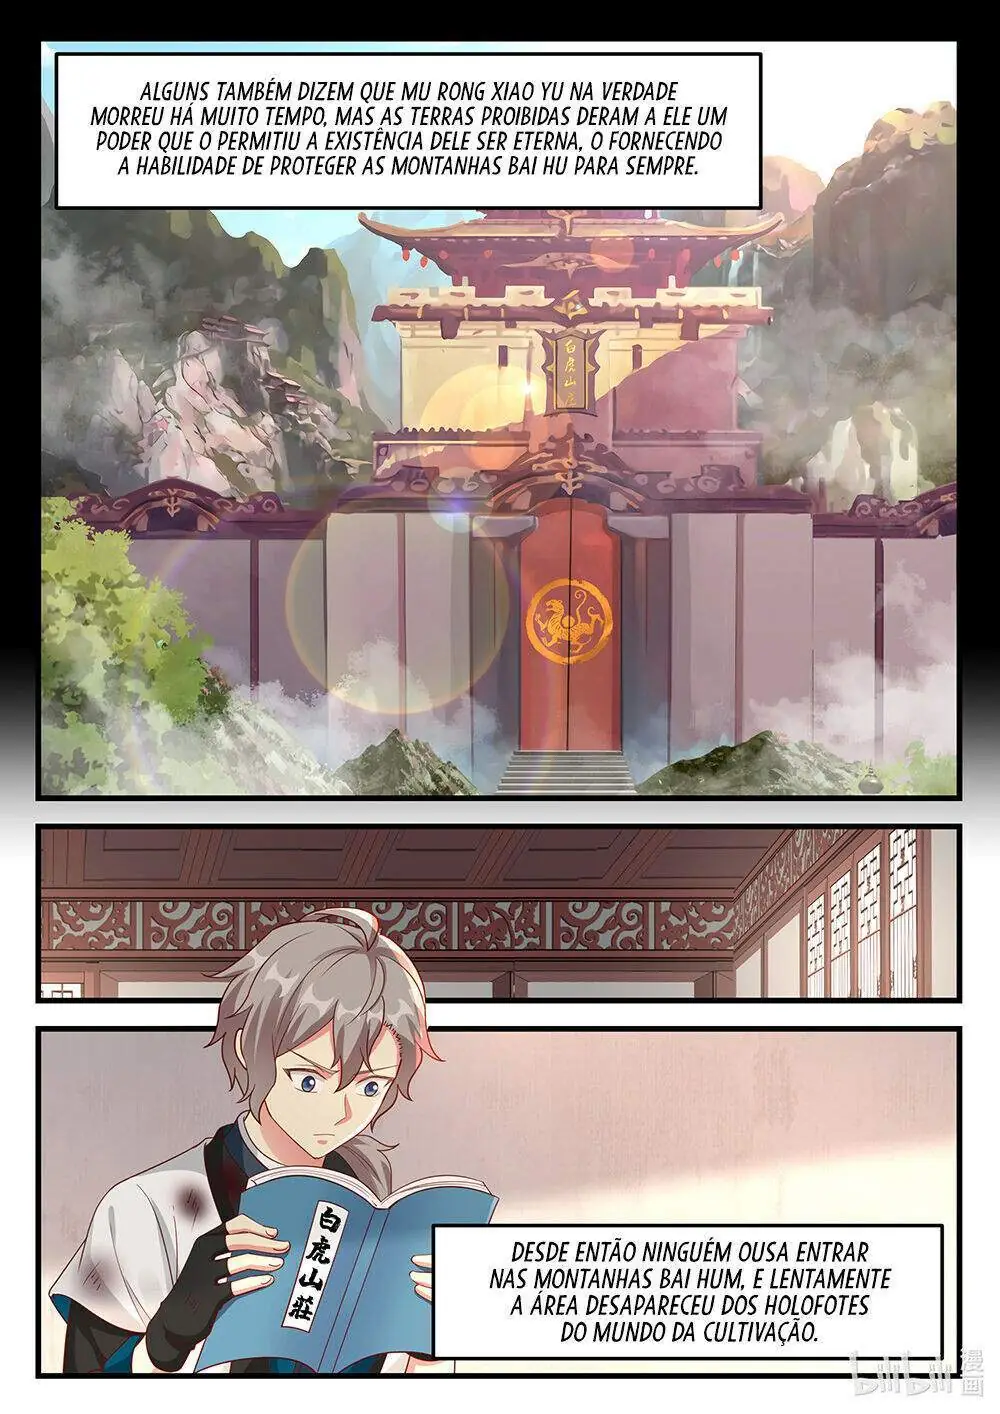 ALGUNS TAMBÉM DIZEM QUE MU RONG XIAO YU NA VERDADE
MORREU HÁ MUITO TEMPO, MAS AS TERRAS PROIBIDAS DERAM A ELE UM
PODER QUE O PERMITIU A EXISTÊNCIA DELE SER ETERNA, O FORNECENDO
A HABILIDADE DE PROTEGER AS MONTANHAS BAI HU PARA SEMPRE.
白虎山庄
白虎山莊
DESDE ENTÃO NINGUÉM OUSA ENTRAR
NAS MONTANHAS BAI HUM, E LENTAMENTE
A ÁREA DESAPARECEU DOS HOLOFOTES
DO MUNDO DA CULTIVAÇÃO.
BILIBILI 漫画